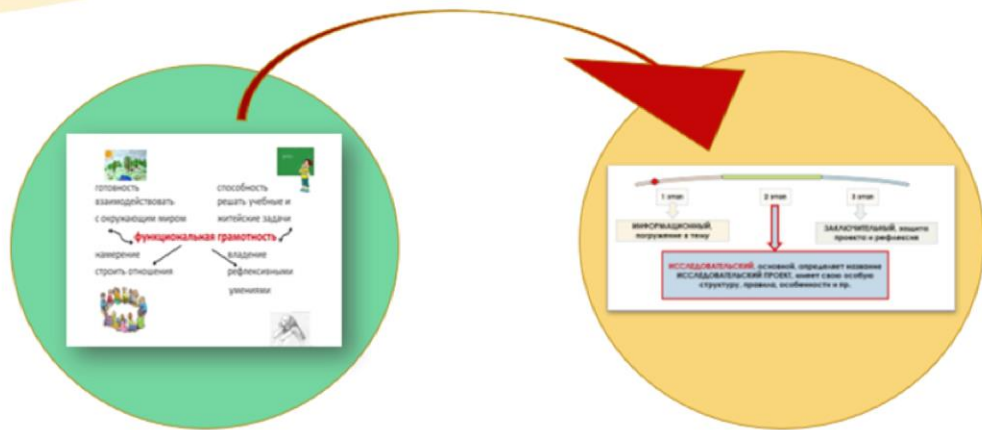 готовность
взаимодействовать
с окружающим миром
способность
решать учебные и
житейские задачи
функциональная грамотность
намерение
строить отношения
владение
рефлексивными
умениями
1 этап
2 этап
3 этап
ИНФОРМАЦИОННЫЙ,
погружение в тему
ЗАКЛЮЧИТЕЛЬНЫЙ, защита
проекта и рефлексия
ИССЛЕДОВАТЕЛЬСКИЙ, основной, определяет название
ИССЛЕДОВАТЕЛЬСКИЙ ПРОЕКТ, имеет свою особую
структуру, правила, особенности и пр.